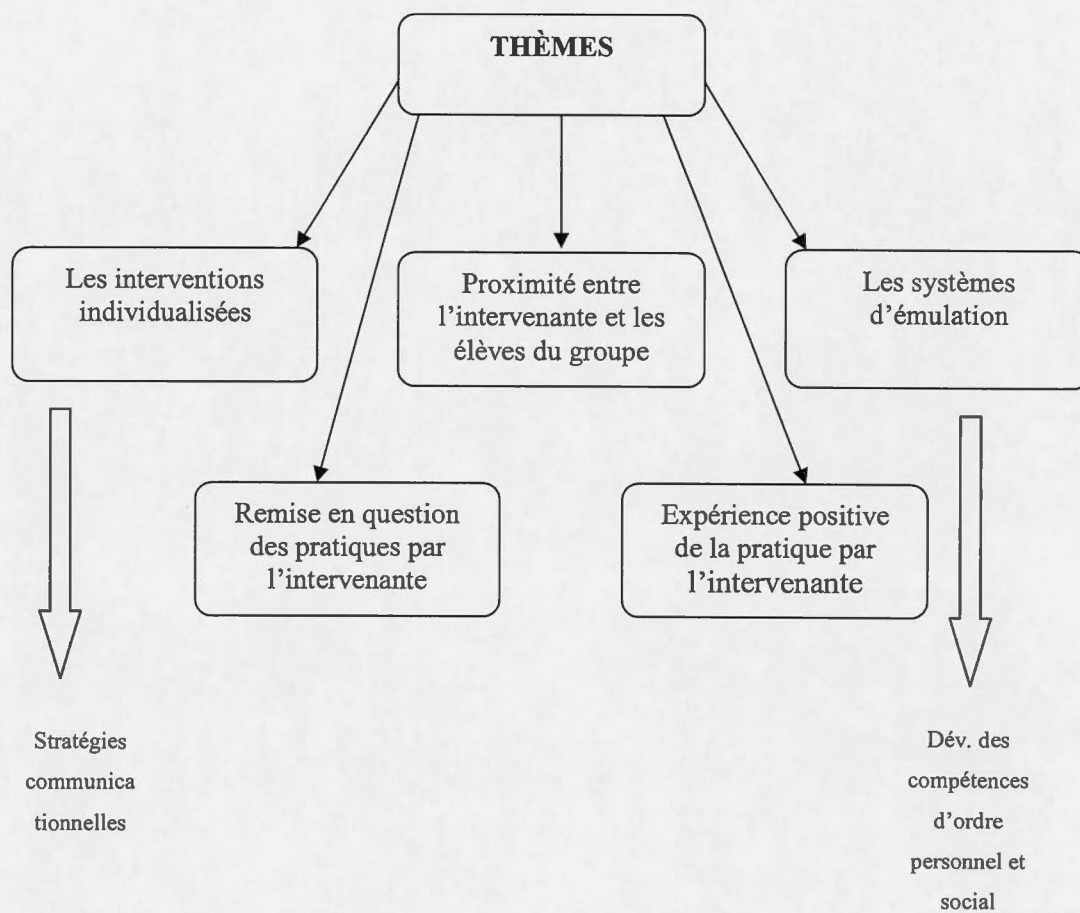 THÈMES
Les interventions
individualisées
Proximité entre
l’intervenante et les
élèves du groupe
Les systèmes
d’émulation
Remise en question
des pratiques par
l’intervenante
Expérience positive
de la pratique par
l’intervenante
Stratégies
communica
tionnelles
Dév. des
compétences
d’ordre
personnel et
social